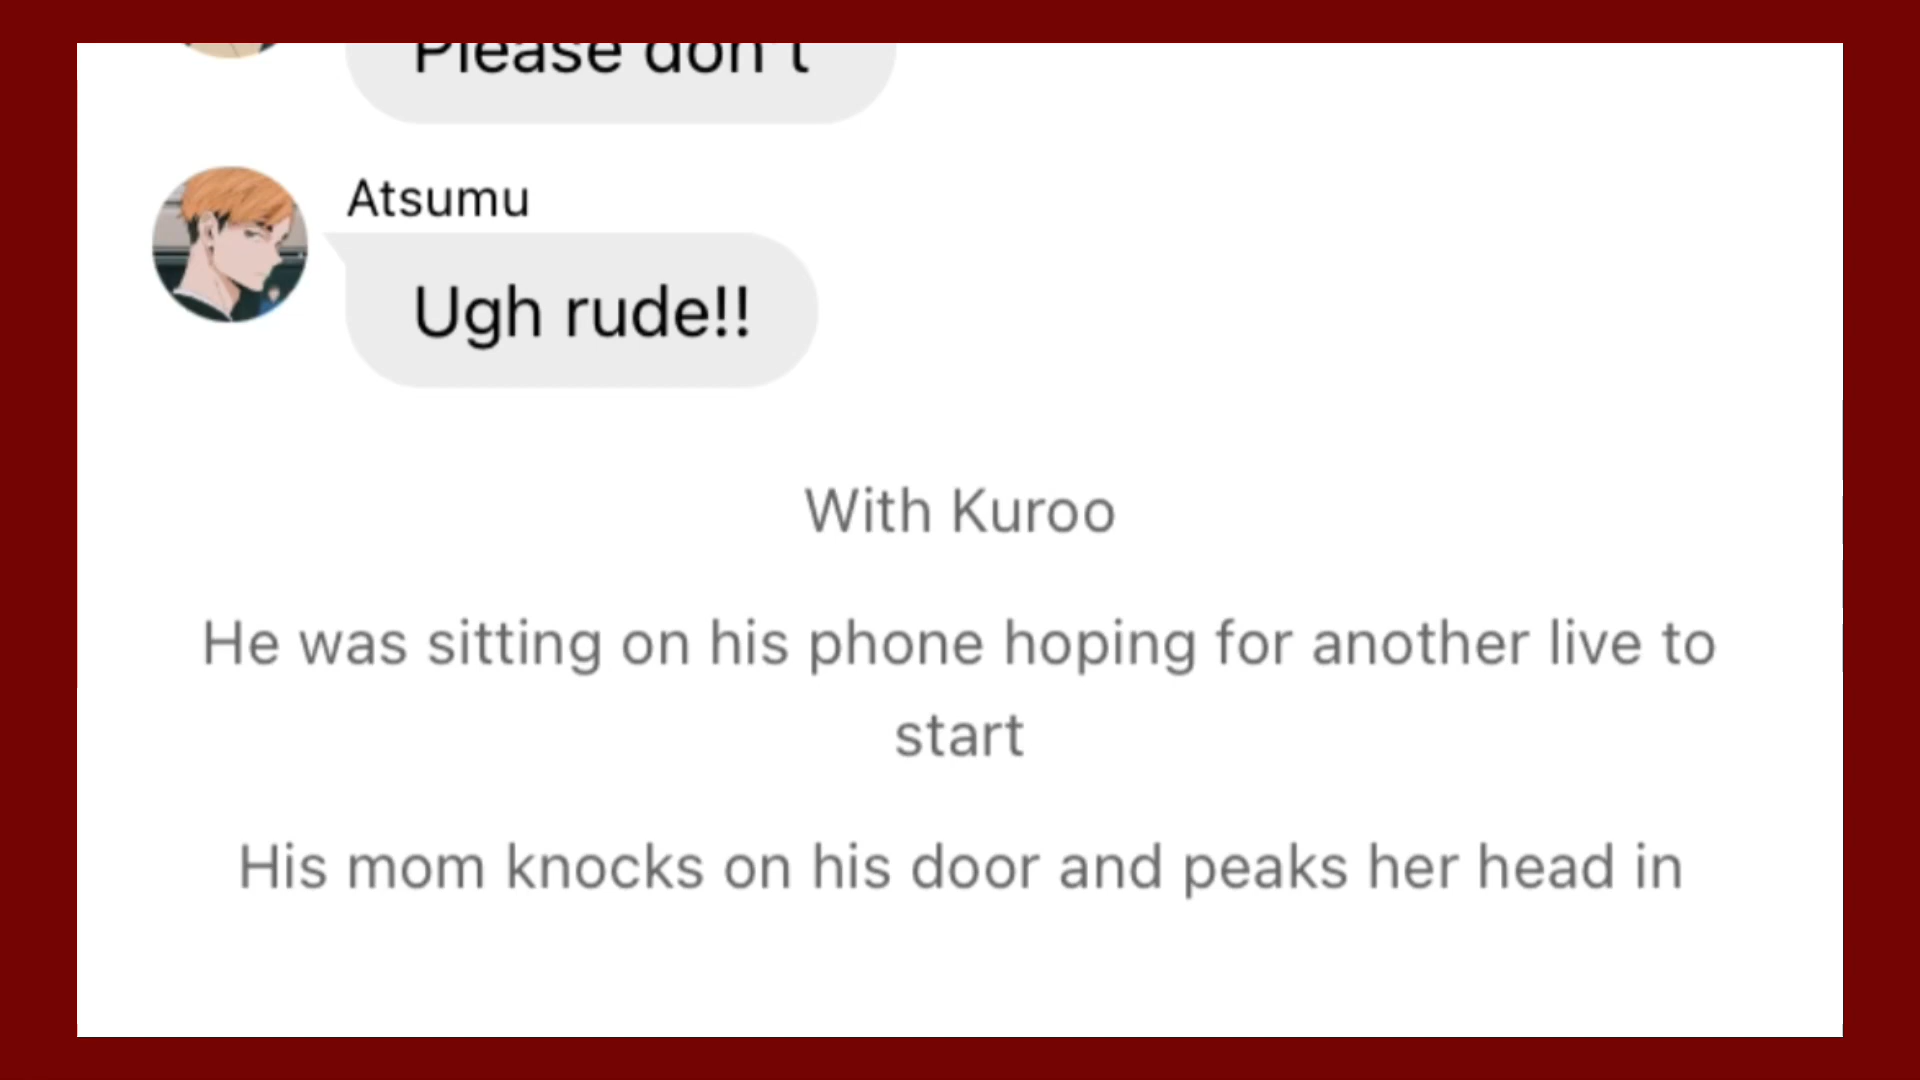 Please don't
Atsumu
Ugh rude!!
With Kuroo
He was sitting on his phone hoping for another live to
start
His mom knocks on his door and peaks her head in